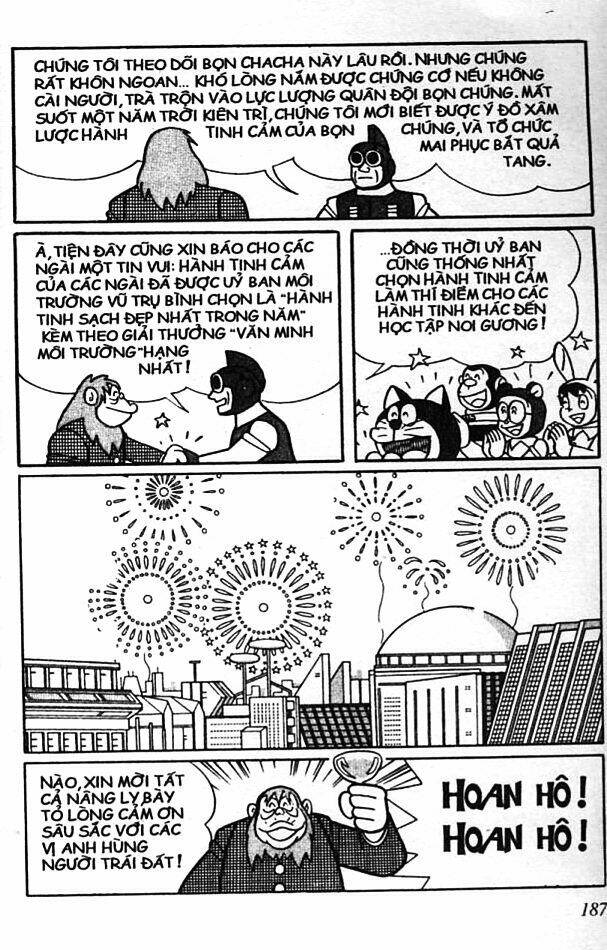 CHÚNG TÔI THEO DÕI BỌN CHACHA NÀY LÂU RỒI. NHƯNG CHÚNG
RẤT KHÔN NGOAN... KHÓ LÒNG NẮM ĐƯỢC CHỨNG CỚ NẾU KHÔNG
CÀI NGƯỜI, TRÀ TRỘN VÀO LỰC LƯỢNG QUÂN ĐỘI BỌN CHÚNG. MẤT
SUỐT MỘT NĂM TRỜI KIÊN TRÌ, CHÚNG TÔI MỚI BIẾT ĐƯỢC Ý ĐỒ XÂM
LƯỢC HÀNH TINH CẢM CỦA BỌN CHÚNG, VÀ TỔ CHỨC
MAI PHỤC BẮT QUẢ
TANG.
À, TIỆN ĐÂY CŨNG XIN BÁO CHO CÁC
NGÀI MỘT TIN VUI: HÀNH TINH CẢM
CỦA CÁC NGÀI ĐÃ ĐƯỢC UỶ BAN MÔI
TRƯỜNG VŨ TRỤ BÌNH CHỌN LÀ "HÀNH
TINH SẠCH ĐẸP NHẤT TRONG NĂM"
KÈM THEO GIẢI THƯỞNG "VĂN MINH
MÔI TRƯỜNG "HẠNG
NHẤT!
...ĐỒNG THỜI UỶ BAN
CŨNG THỐNG NHẤT
CHỌN HÀNH TINH CẢM
LÀM THÍ ĐIỂM CHO CÁC
HÀNH TINH KHÁC ĐẾN
HỌC TẬP NOI GƯƠNG!
NÀO, XIN MỜI TẤT
CẢ NÂNG LY, BÀY
TỎ LÒNG CẢM ƠN
SÂU SẮC VỚI CÁC
VỊ ANH HÙNG
NGƯỜI TRÁI ĐẤT!
HOAN HÔ!
HOAN HÔ!
187